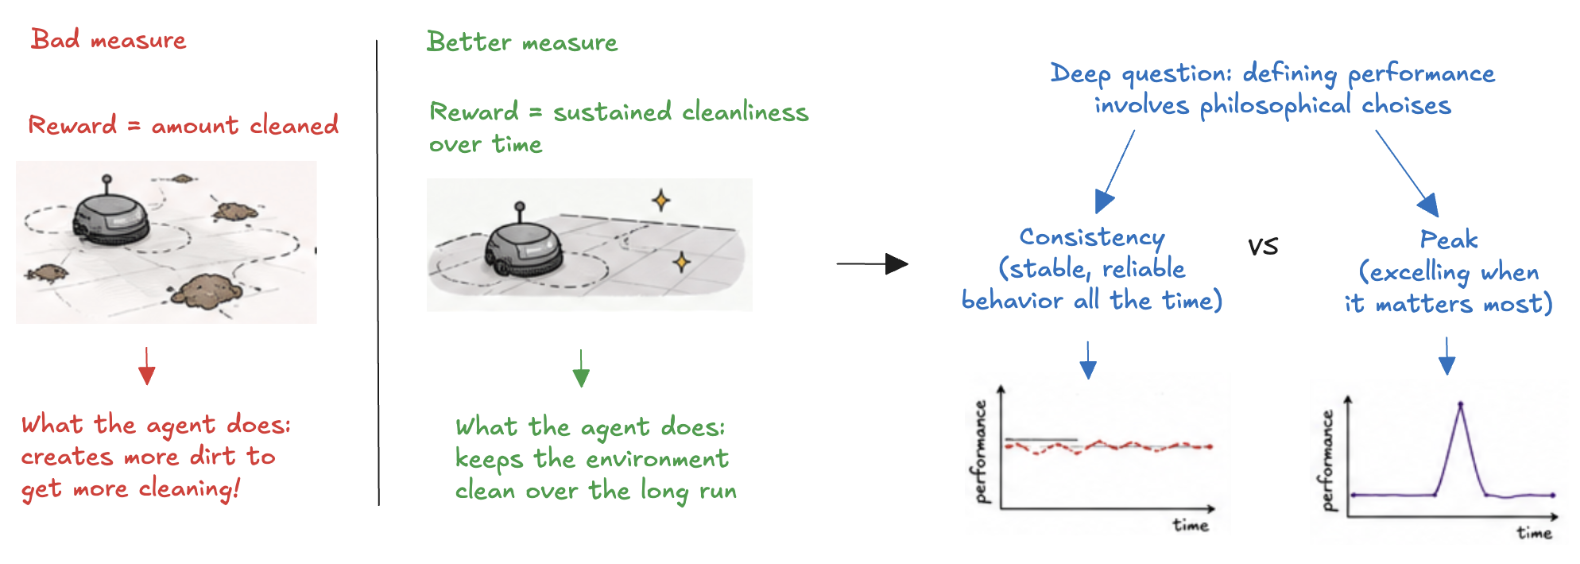 Bad measure
Reward = amount cleaned
What the agent does:
creates more dirt to
get more cleaning!
Better measure
Reward = sustained cleanliness
over time
What the agent does:
keeps the environment
clean over the long run
Deep question: defining performance
involves philosophical choises
Consistency
(stable, reliable
behavior all the time)
vs
Peak
(excelling when
it matters most)
performance
time
performance
time